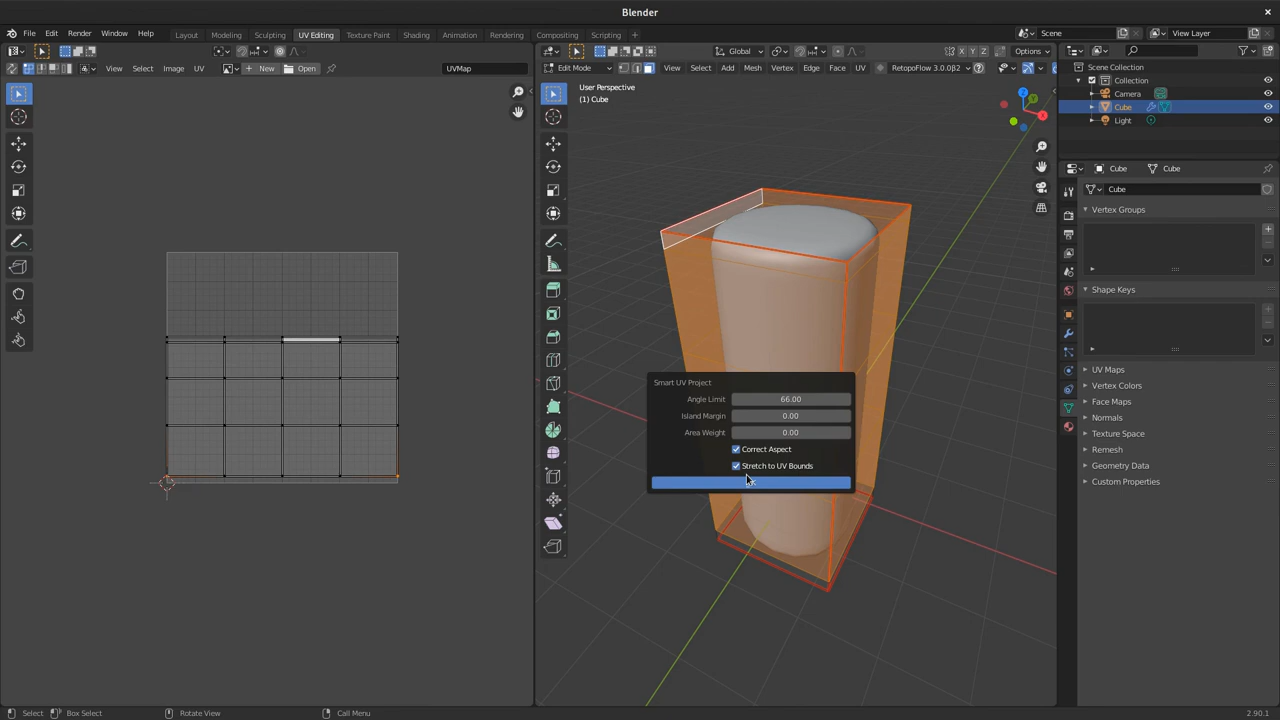 Blender
File Edit Render Window Help Layout Modeling Sculpting UV Editing Texture Paint Shading Animation Rendering Compositing Scripting + Scene View Layer
Global Options
View Select Image UV New Open UVMap
Edit Mode View Select Add Mesh Vertex Edge Face UV RetopoFlow 3.0.0β2
User Perspective
(1) Cube
X Y Z
Scene Collection
Collection
Camera
Cube
Light
Cube Cube
Cube
Vertex Groups
Shape Keys
UV Maps
Vertex Colors
Face Maps
Normals
Texture Space
Remesh
Geometry Data
Custom Properties
Smart UV Project
Angle Limit 66.00
Island Margin 0.00
Area Weight 0.00
Correct Aspect
Stretch to UV Bounds
Select Box Select Rotate View Call Menu 2.90.1